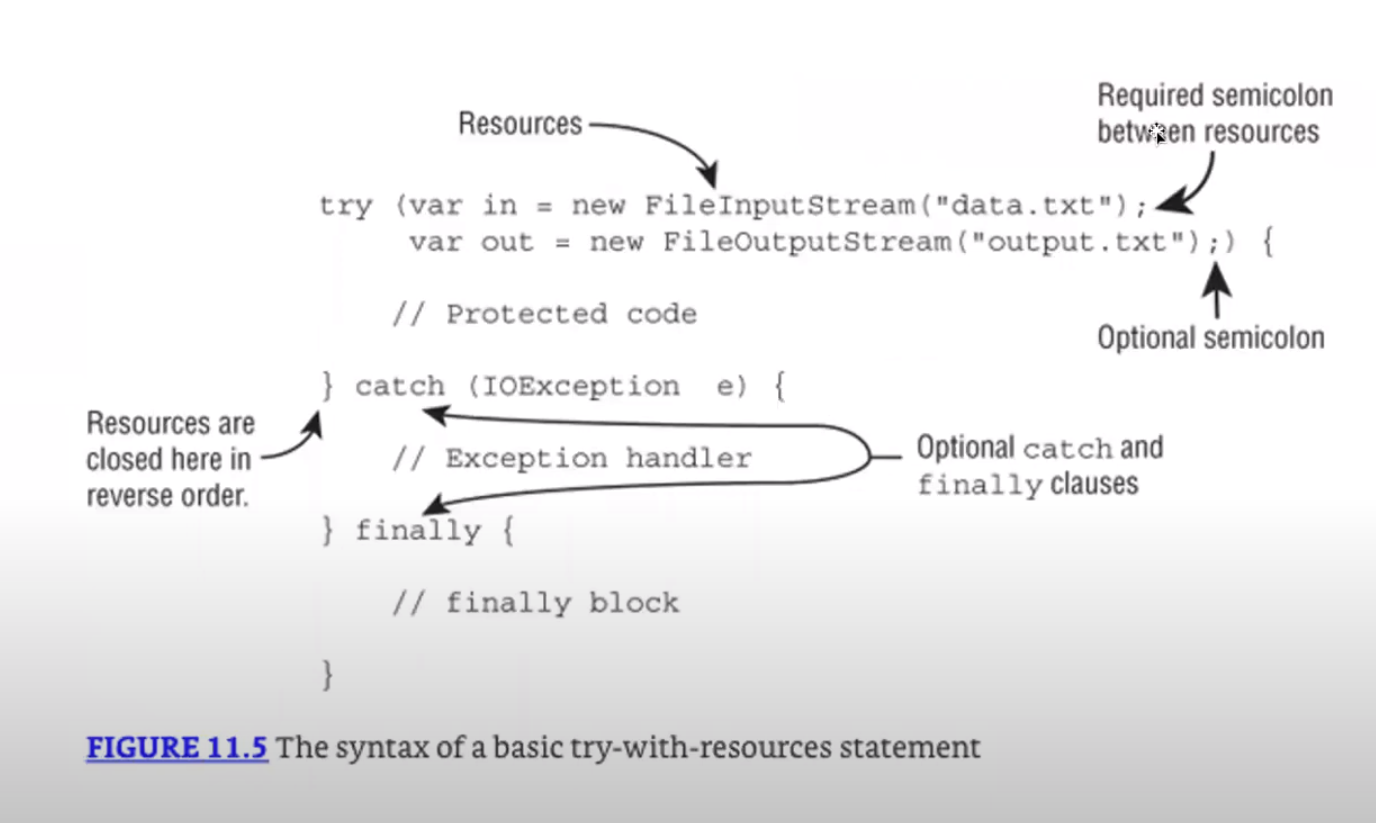 Resources
Required semicolon
between resources
try (var in = new FileInputStream("data.txt");
var out = new FileOutputStream("output.txt");) {
Optional semicolon
// Protected code
} catch (IOException e) {
Resources are
closed here in
reverse order.
// Exception handler
Optional catch and
finally clauses
} finally {
// finally block
}
FIGURE 11.5 The syntax of a basic try-with-resources statement